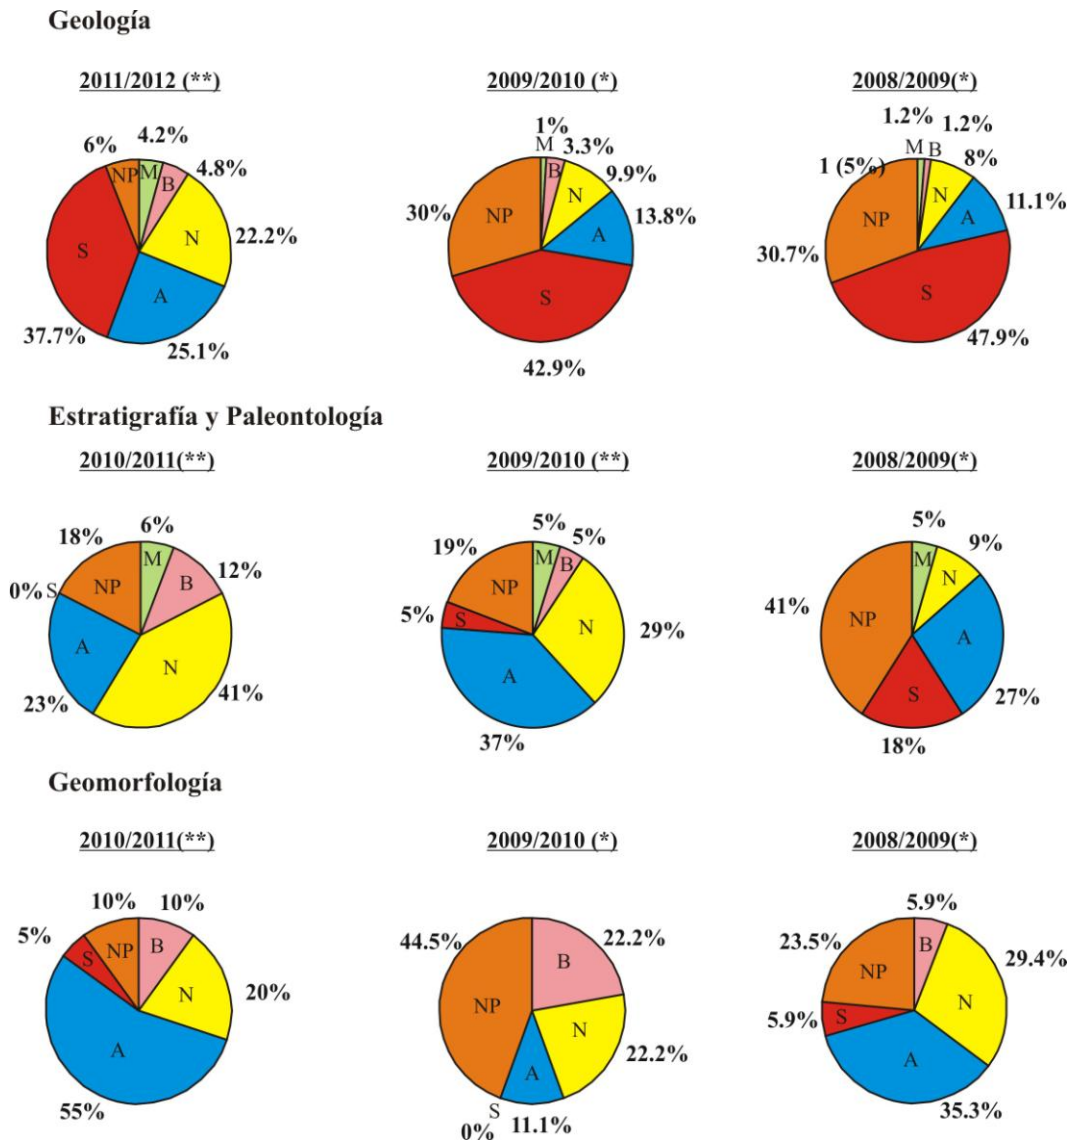 Geología
2011/2012 (**)
2009/2010 (*)
2008/2009(*)
6%
4.2%
4.8%
22.2%
25.1%
37.7%
NP
M
B
N
A
S
1%
3.3%
9.9%
13.8%
42.9%
30%
M
B
N
A
S
NP
1.2%
1.2%
8%
11.1%
47.9%
30.7%
1 (5%)
M
B
N
A
S
NP
Estratigrafía y Paleontología
2010/2011(**)
2009/2010 (**)
2008/2009(*)
18%
6%
12%
41%
23%
0% S
NP
M
B
N
A
19%
5%
5%
29%
37%
5%
NP
M
B
N
A
S
5%
9%
27%
18%
41%
M
N
A
S
NP
Geomorfología
2010/2011(**)
2009/2010 (*)
2008/2009(*)
10%
10%
20%
55%
5%
NP
B
N
A
S
44.5%
22.2%
22.2%
11.1%
0%
S
NP
B
N
A
5.9%
29.4%
35.3%
5.9%
23.5%
B
N
A
S
NP